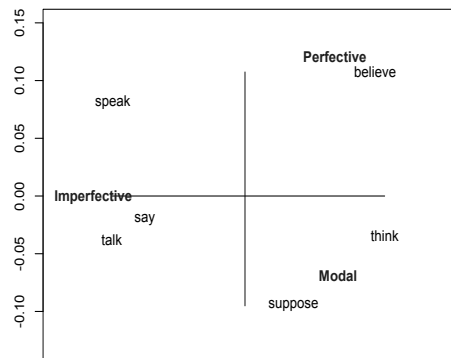 0.15
Perfective
believe
0.10
speak
0.05
Imperfective
0.00
say
think
talk
-0.05
Modal
suppose
-0.10